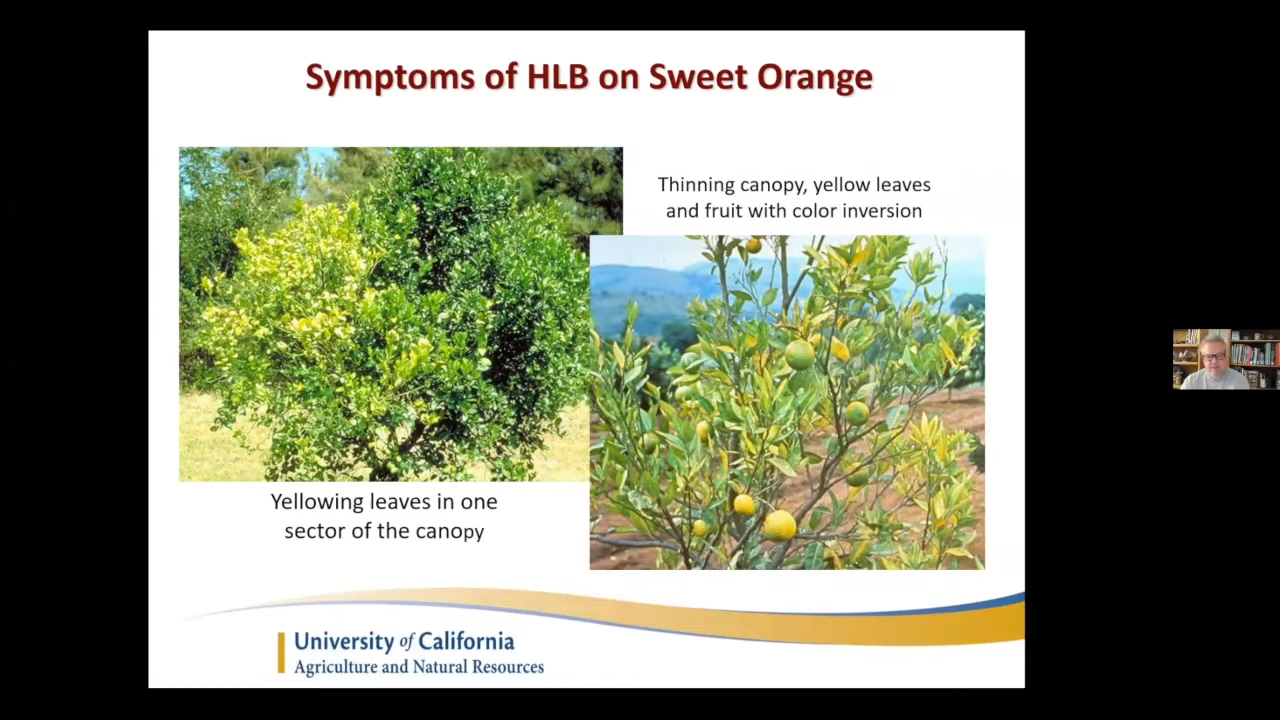 Symptoms of HLB on Sweet Orange
Thinning canopy, yellow leaves
and fruit with color inversion
Yellowing leaves in one
sector of the canopy
University of California
Agriculture and Natural Resources